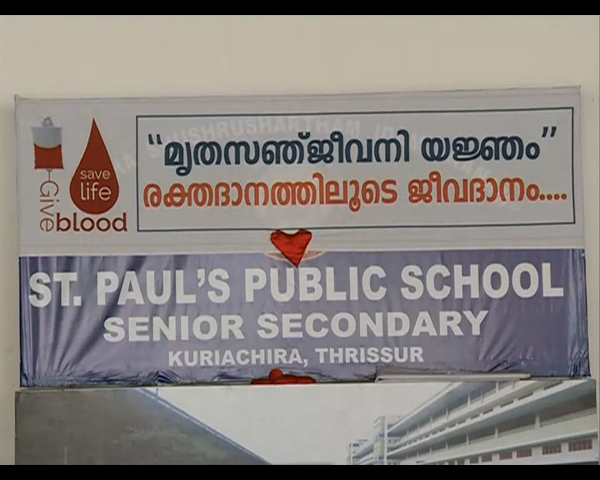 “മൃതസഞ്ജീവനി യജ്ഞം”
രക്തദാനത്തിലൂടെ ജീവദാനം....
save
life
Give
blood
ST. PAUL'S PUBLIC SCHOOL
SENIOR SECONDARY
KURIACHIRA, THRISSUR